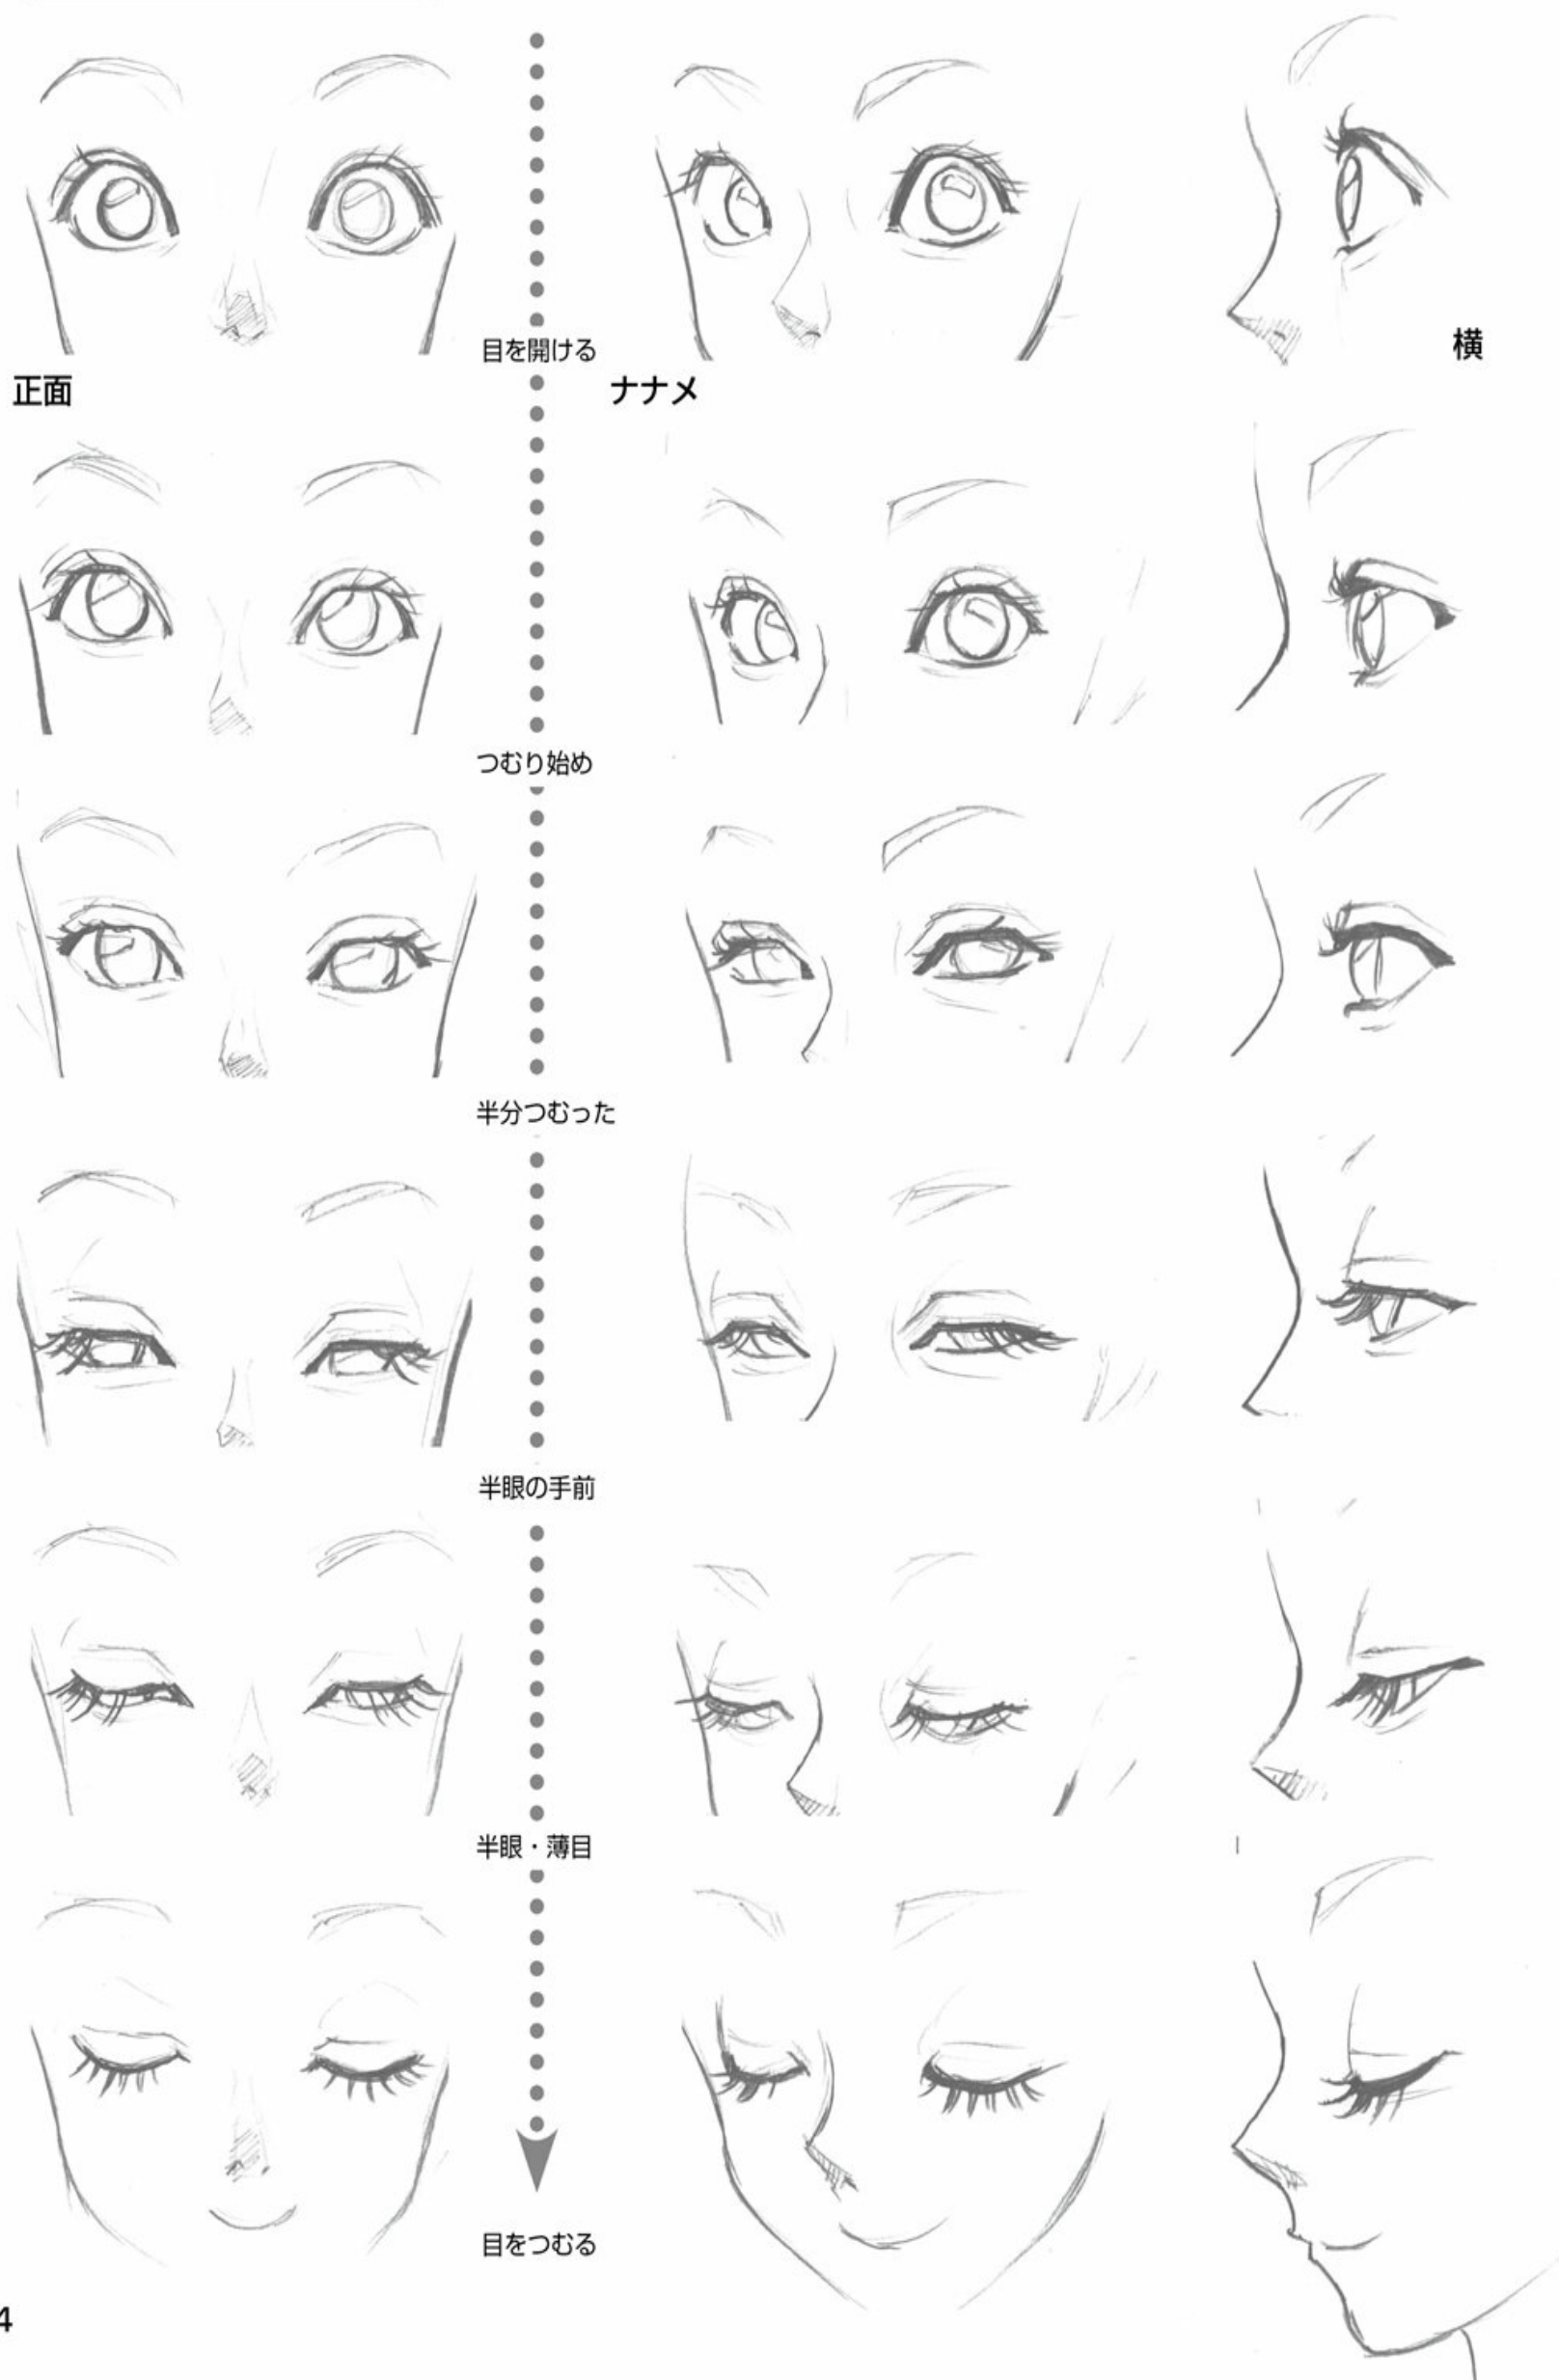 目を開ける
横
正面
ナナメ
つむり始め
半分つむった
半眼の手前
半眼・薄目
目をつむる
4